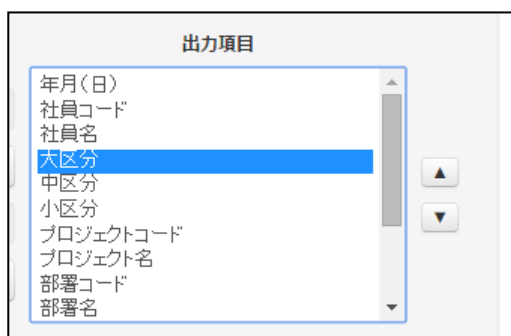 出力項目
年月(日)
社員コード
社員名
大区分
中区分
小区分
プロジェクトコード
プロジェクト名
部署コード
部署名